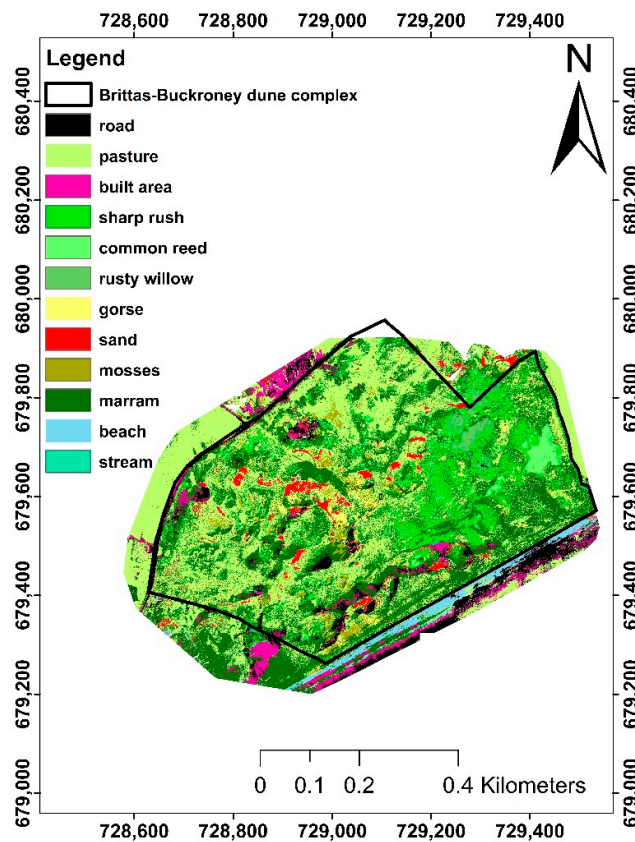 728,600 728,800 729,000 729,200 729,400
Legend
Brittas-Buckroney dune complex
road
pasture
built area
sharp rush
common reed
rusty willow
gorse
sand
mosses
marram
beach
stream
N
680,400
680,200
680,000
679,800
679,600
679,400
679,200
679,000
680,400
680,200
680,000
679,800
679,600
679,400
679,200
679,000
0 0.1 0.2 0.4 Kilometers
728,600 728,800 729,000 729,200 729,400